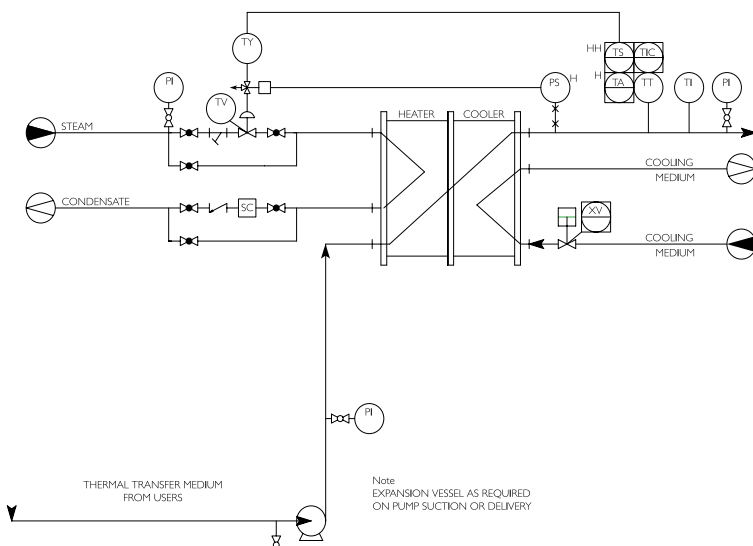 TY
HH
TS
TIC
PI
H
PS
H
TA
TT
TI
PI
TV
STEAM
HEATER
COOLER
CONDENSATE
SC
COOLING
MEDIUM
XV
COOLING
MEDIUM
PI
THERMAL TRANSFER MEDIUM
FROM USERS
Note
EXPANSION VESSEL AS REQUIRED
ON PUMP SUCTION OR DELIVERY